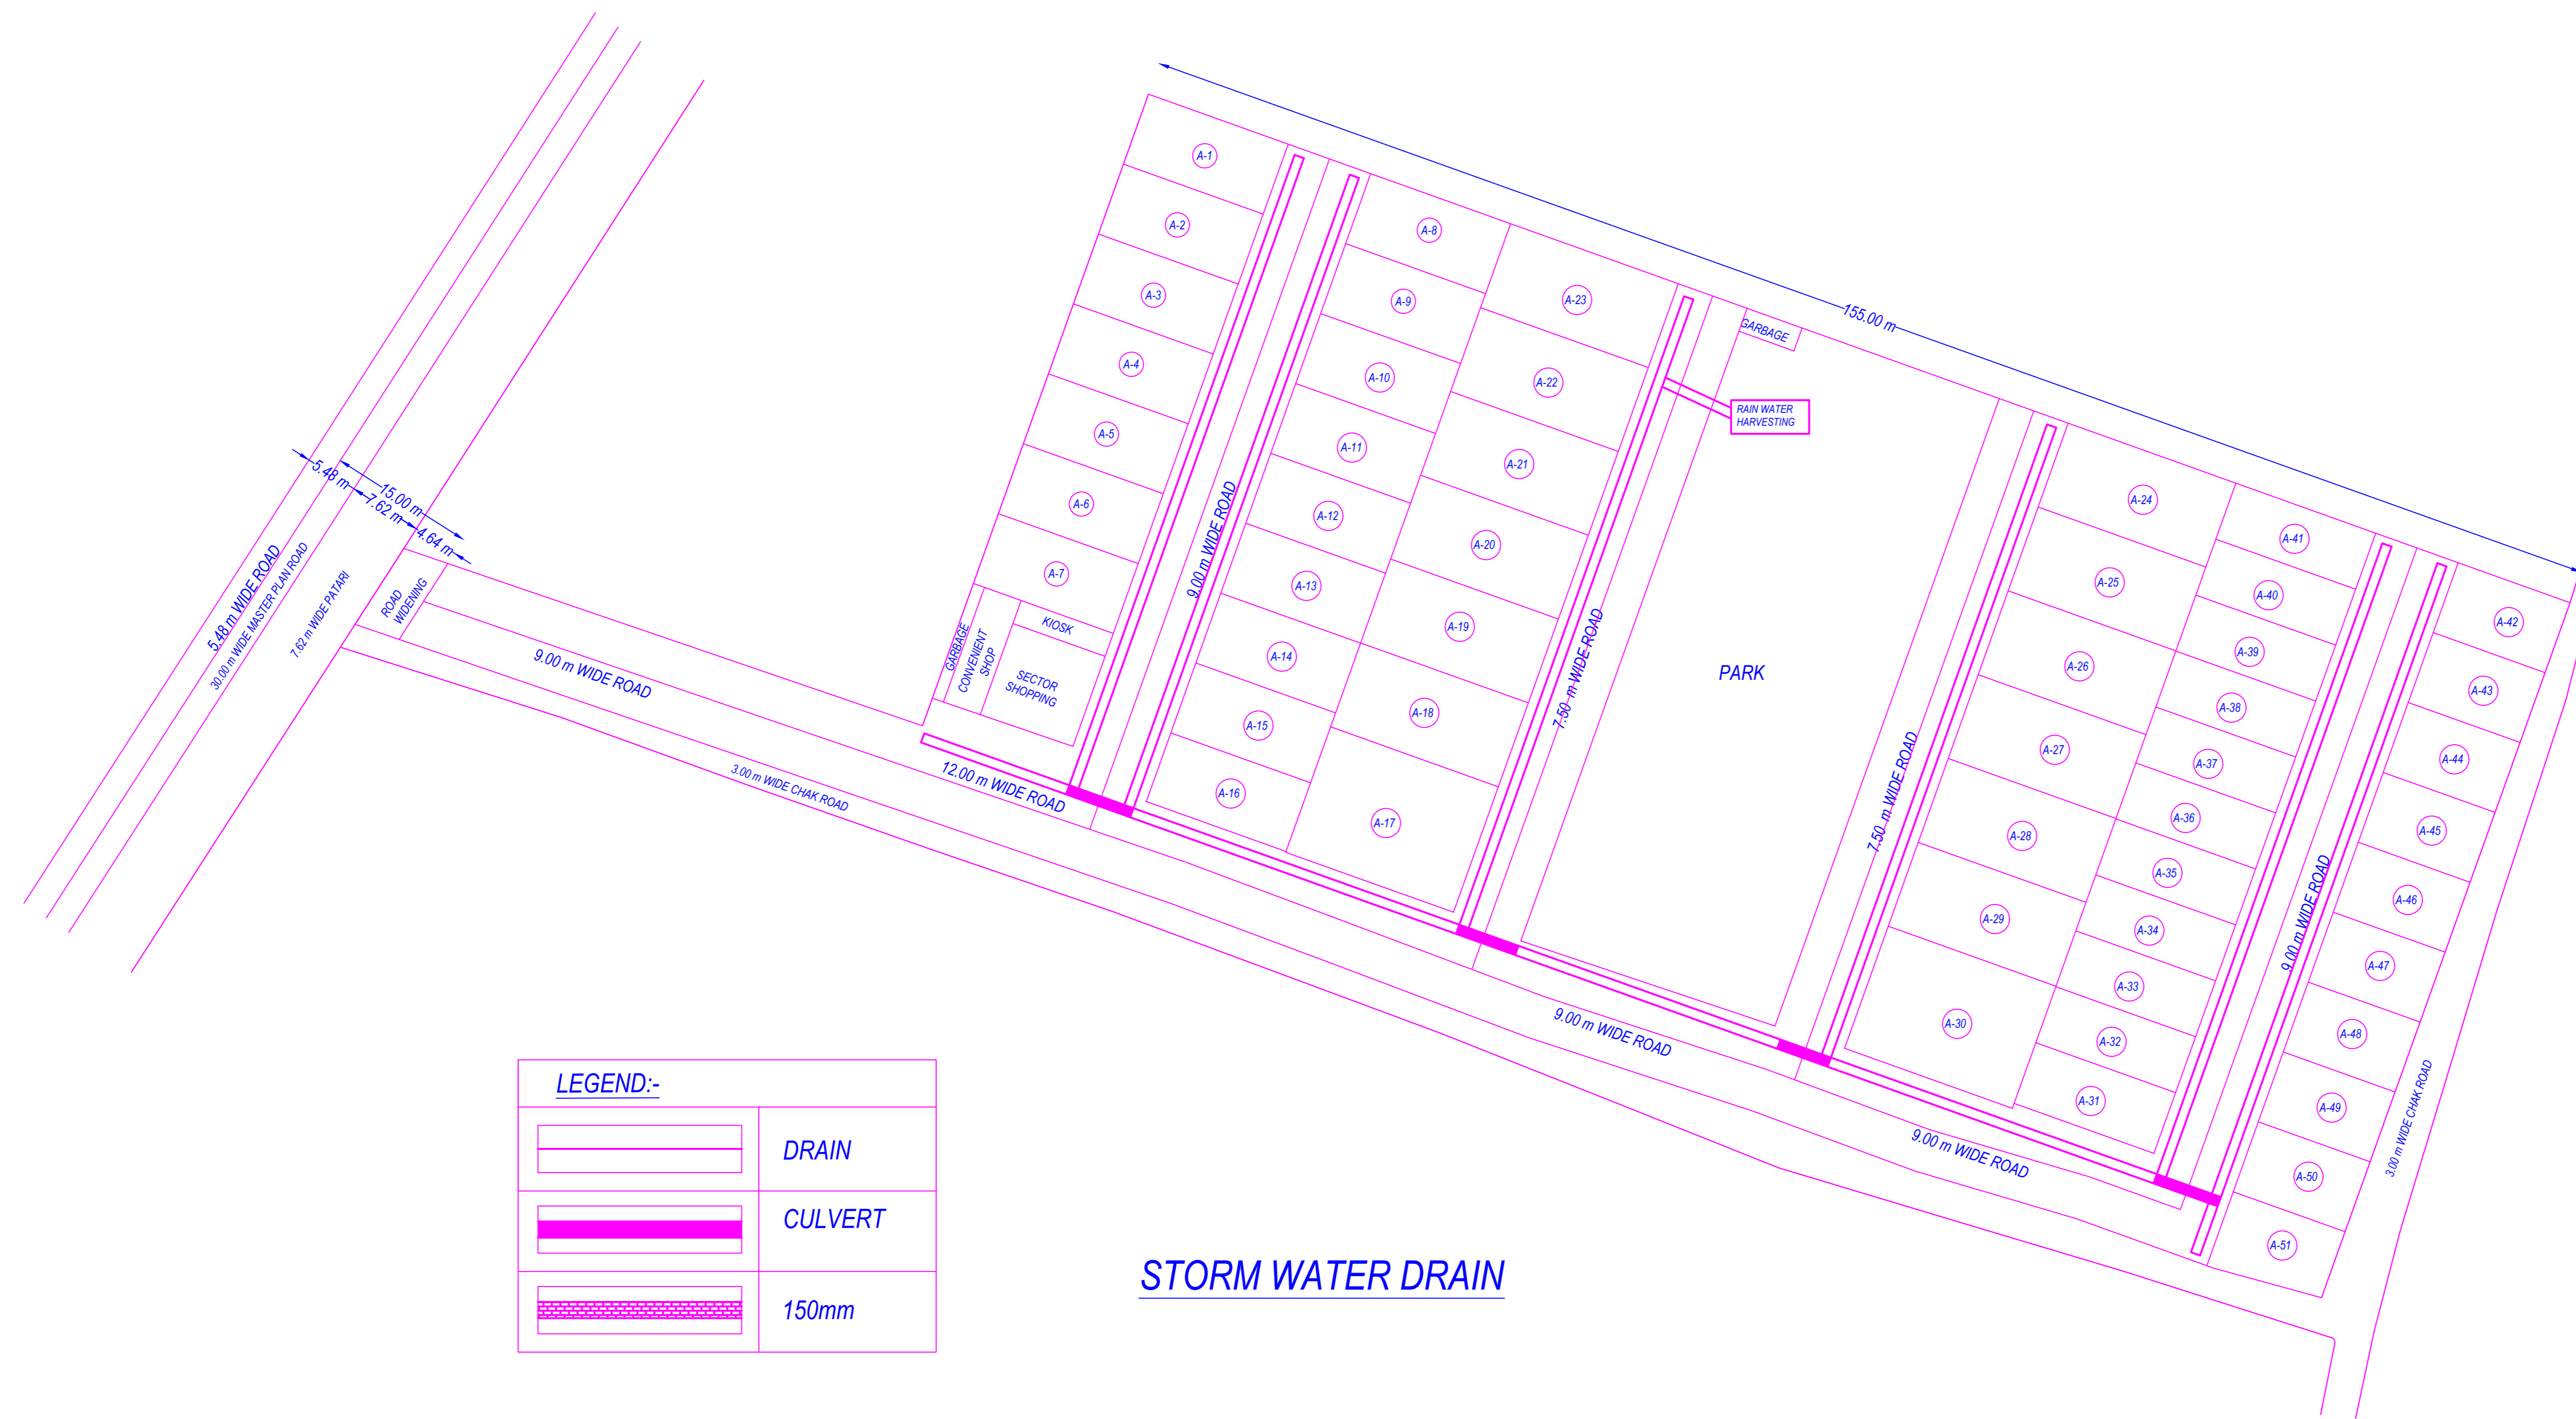 155.00 m
A-1
A-2
A-3
A-4
A-5
A-6
A-7
GARBAGE
CONVENIENT
SHOP
KIOSK
SECTOR
SHOPPING
9.00 m WIDE ROAD
A-8
A-9
A-10
A-11
A-12
A-13
A-14
A-15
A-16
A-23
A-22
A-21
A-20
A-19
A-18
A-17
7.50 m WIDE ROAD
GARBAGE
RAIN WATER
HARVESTING
PARK
7.50 m WIDE ROAD
A-24
A-25
A-26
A-27
A-28
A-29
A-30
A-41
A-40
A-39
A-38
A-37
A-36
A-35
A-34
A-33
A-32
A-31
9.00 m WIDE ROAD
A-42
A-43
A-44
A-45
A-46
A-47
A-48
A-49
A-50
A-51
3.00 m WIDE CHAK ROAD
5.48 m
15.00 m
7.62 m
4.64 m
5.48 m WIDE ROAD
30.00 m WIDE MASTER PLAN ROAD
7.62 m WIDE PATARI
ROAD
WIDENING
9.00 m WIDE ROAD
3.00 m WIDE CHAK ROAD
12.00 m WIDE ROAD
9.00 m WIDE ROAD
9.00 m WIDE ROAD
LEGEND:-
DRAIN
CULVERT
150mm
STORM WATER DRAIN